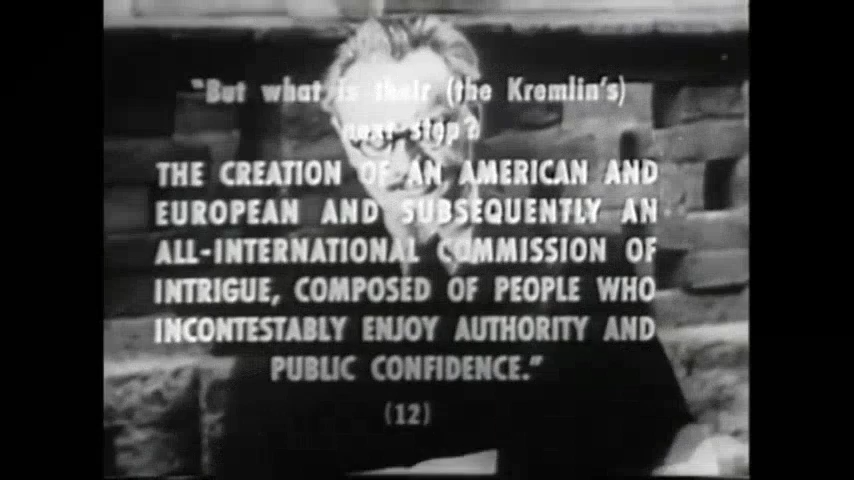 "But what is their (the Kremlin's)
next step?
THE CREATION OF AN AMERICAN AND
EUROPEAN AND SUBSEQUENTLY AN
ALL-INTERNATIONAL COMMISSION OF
INTRIGUE, COMPOSED OF PEOPLE WHO
INCONTESTABLY ENJOY AUTHORITY AND
PUBLIC CONFIDENCE."
(12)